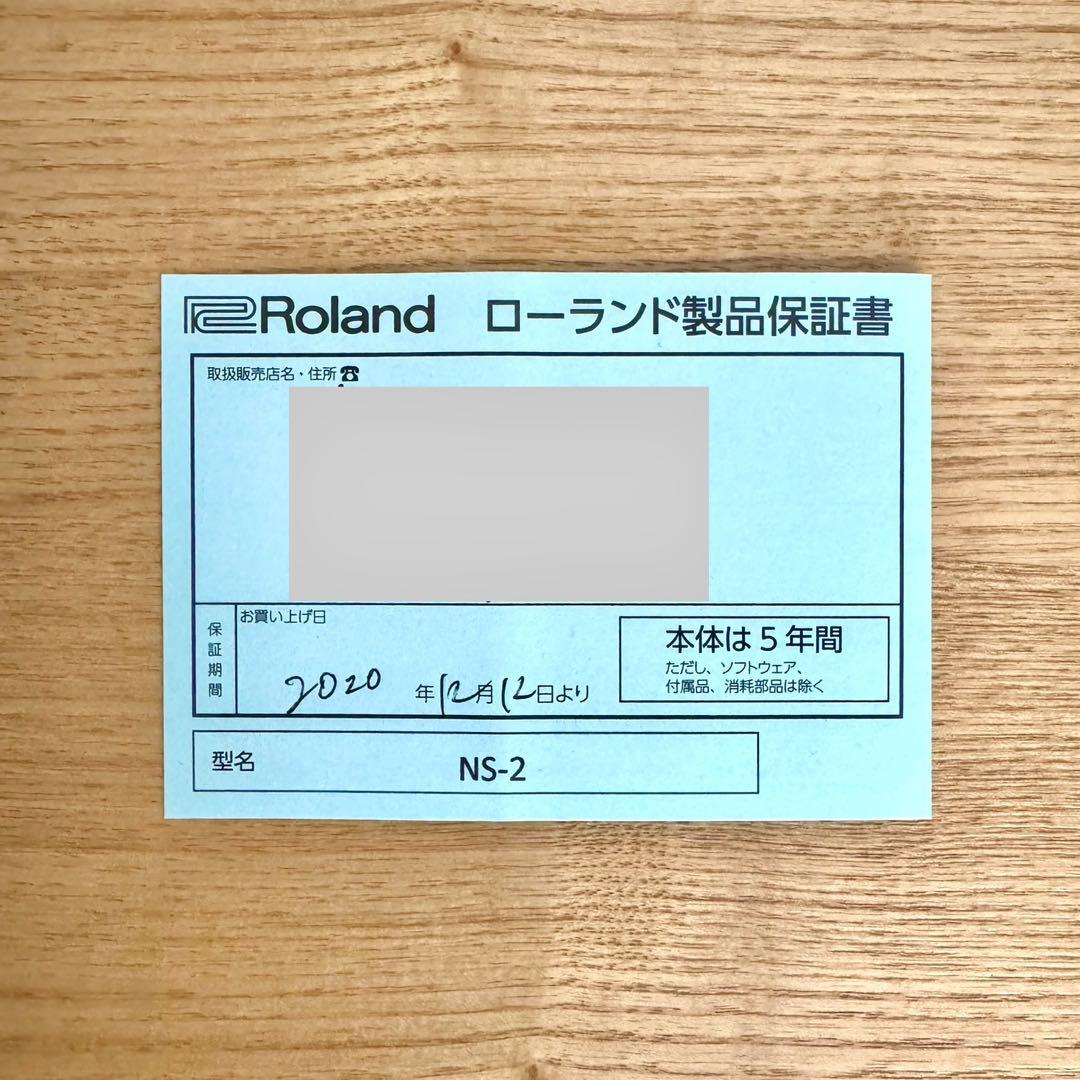 Roland ローランド製品保証書
取扱販売店名・住所☎
保証期間
お買い上げ日
2020 年12月12日より
本体は5年間
ただし、ソフトウェア、
付属品、消耗部品は除く
型名 NS-2